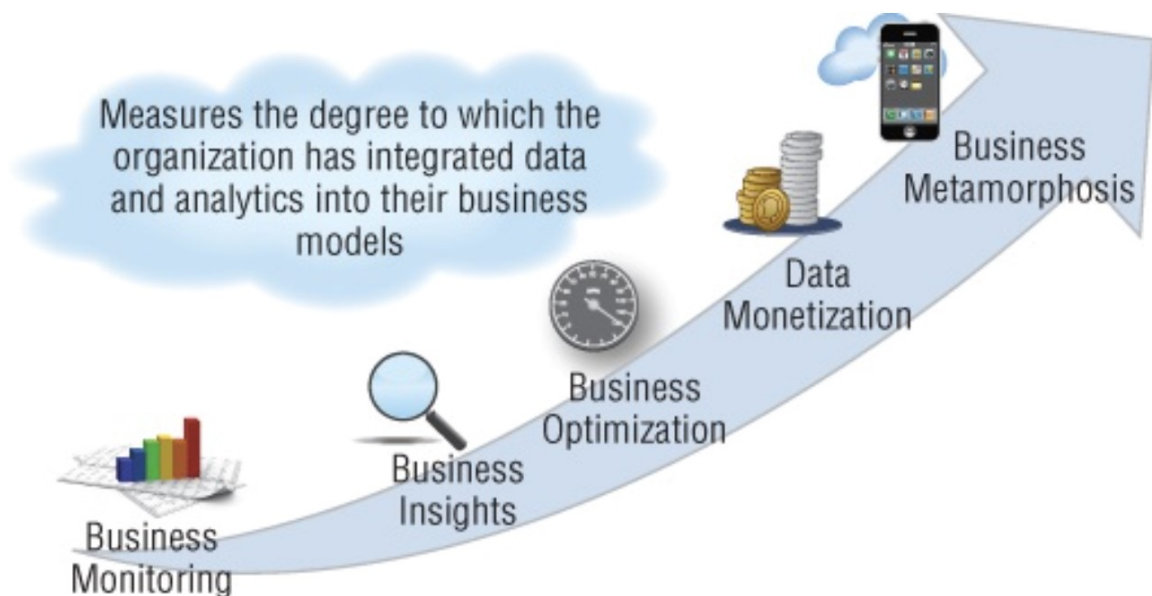 Measures the degree to which the
organization has integrated data
and analytics into their business
models
Business
Monitoring
Business
Insights
Business
Optimization
Data
Monetization
Business
Metamorphosis